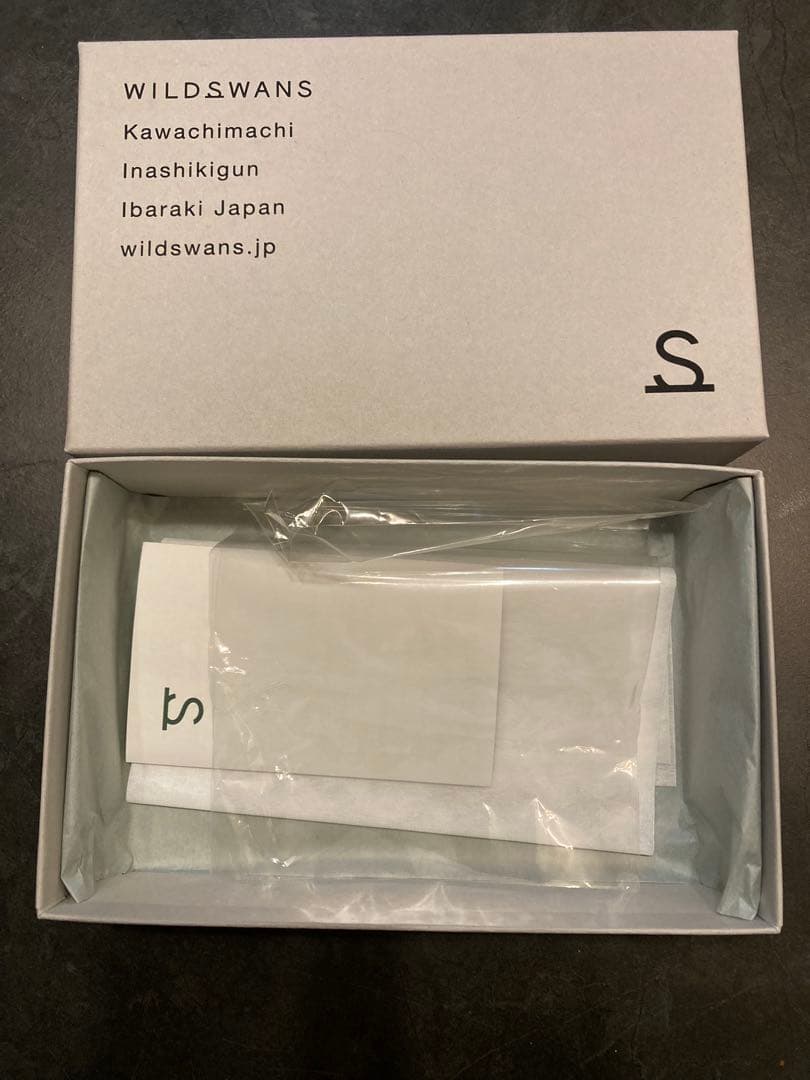 WILDSWANS
Kawachimachi
Inashikigun
Ibaraki Japan
wildswans.jp
S
S